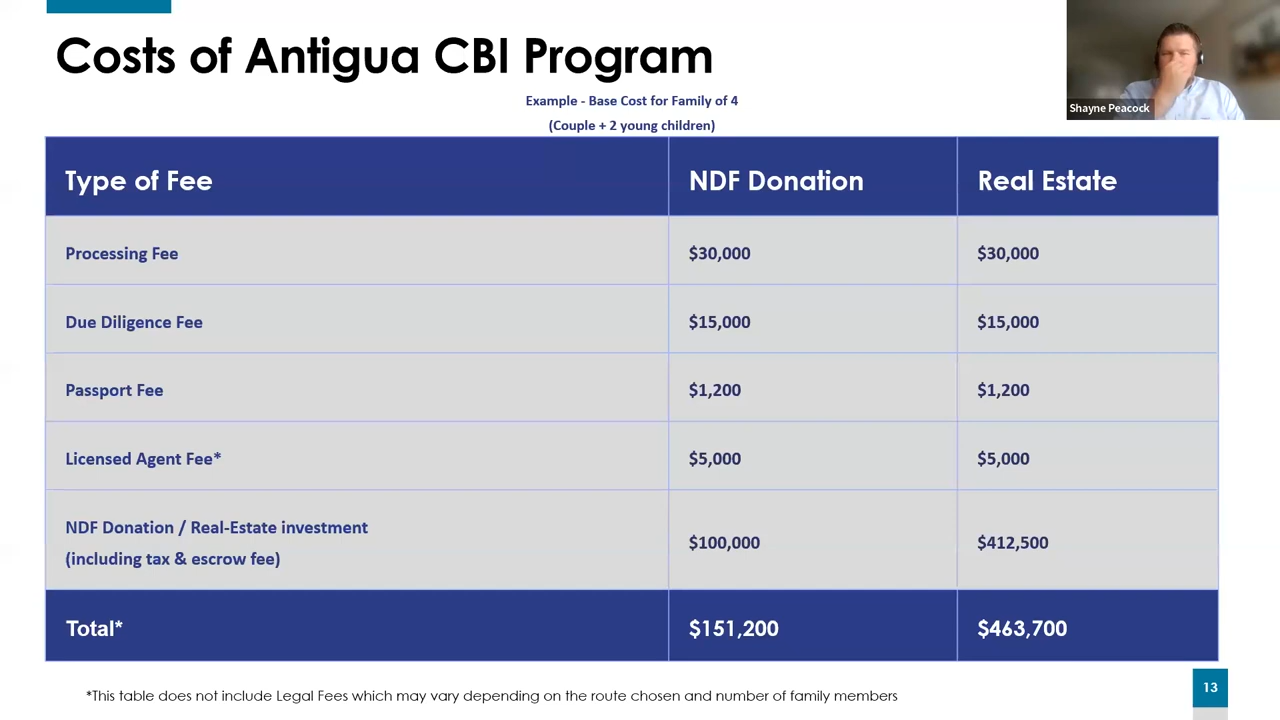 Costs of Antigua CBI Program
Shayne Peacock
Example - Base Cost for Family of 4
(Couple + 2 young children)
Type of Fee NDF Donation Real Estate
Processing Fee $30,000 $30,000
Due Diligence Fee $15,000 $15,000
Passport Fee $1,200 $1,200
Licensed Agent Fee* $5,000 $5,000
NDF Donation / Real-Estate investment
(including tax & escrow fee) $100,000 $412,500
Total* $151,200 $463,700
*This table does not include Legal Fees which may vary depending on the route chosen and number of family members
13